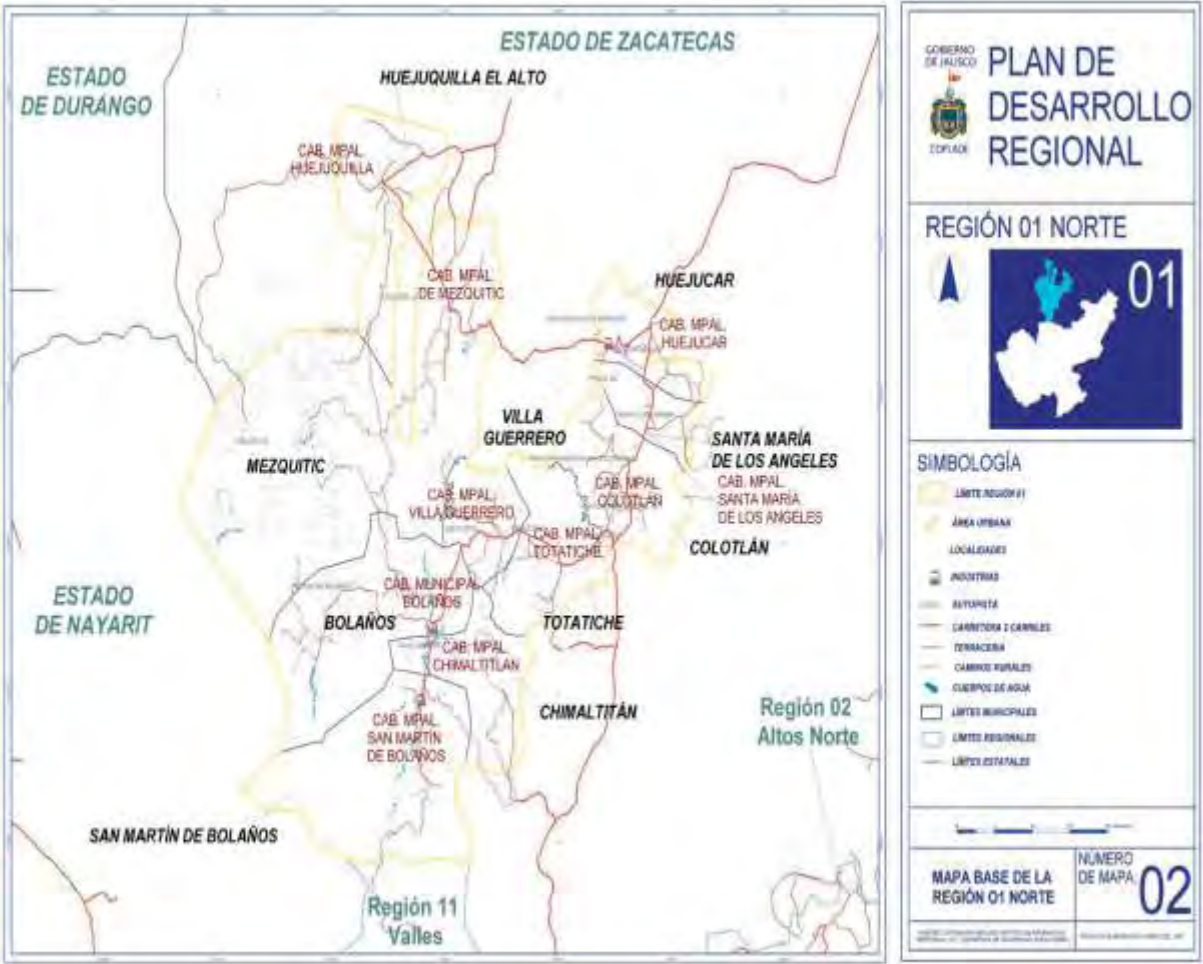 ESTADO DE ZACATECAS
ESTADO
DE DURANGO
HUEJUQUILLA EL ALTO
CAB. MPAL.
HUEJUQUILLA
CAB. MPAL.
DE MEZQUITIC
HUEJUCAR
CAB. MPAL.
HUEJUCAR
VILLA
GUERRERO
SANTA MARÍA
DE LOS ANGELES
MEZQUITIC
CAB. MPAL.
COLOTLÁN
CAB. MPAL.
SANTA MARÍA
DE LOS ANGELES
CAB. MPAL.
VILLA GUERRERO
CAB. MPAL.
TOTATICHE
COLOTLÁN
ESTADO
DE NAYARIT
CAB. MUNICIPAL
BOLAÑOS
BOLAÑOS
TOTATICHE
CAB. MPAL.
CHIMALTITLAN
CHIMALTITÁN
Región 02
Altos Norte
CAB. MPAL.
SAN MARTÍN
DE BOLAÑOS
SAN MARTÍN DE BOLAÑOS
Región 11
Valles
GOBIERNO
DE JALISCO
COPLADE
PLAN DE
DESARROLLO
REGIONAL
REGIÓN 01 NORTE
01
SIMBOLOGÍA
LÍMITE REGIÓN 01
ÁREA URBANA
LOCALIDADES
INDUSTRIAS
AUTOPISTA
CARRETERA 2 CARRILES
TERRACERIA
CAMINOS RURALES
CUERPOS DE AGUA
LÍMITES MUNICIPALES
LÍMITES REGIONALES
LÍMITES ESTATALES
MAPA BASE DE LA
REGIÓN O1 NORTE
NÚMERO
DE MAPA
02